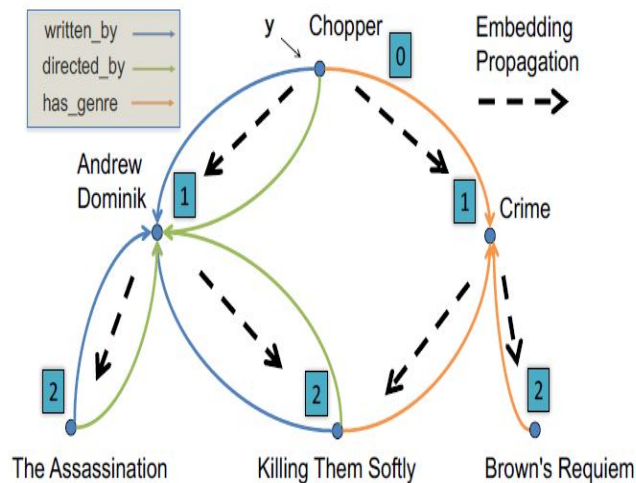 written_by
directed_by
has_genre
y
Chopper
0
Embedding
Propagation
Andrew
Dominik
1
1
Crime
2
2
2
The Assassination
Killing Them Softly
Brown's Requiem